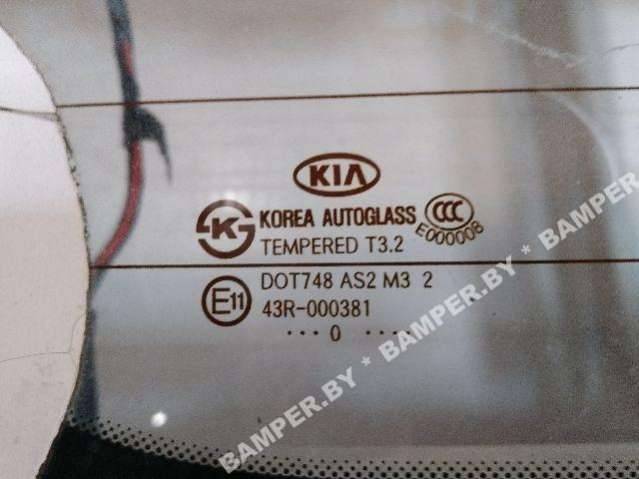 KIA
K KOREA AUTOGLASS CCC
TEMPERED T3.2 E000008
DOT748 AS2 M3 2
E11 43R-000381
··· 0 ···
BAMPER.BY * BAMPER.BY * BAMPER